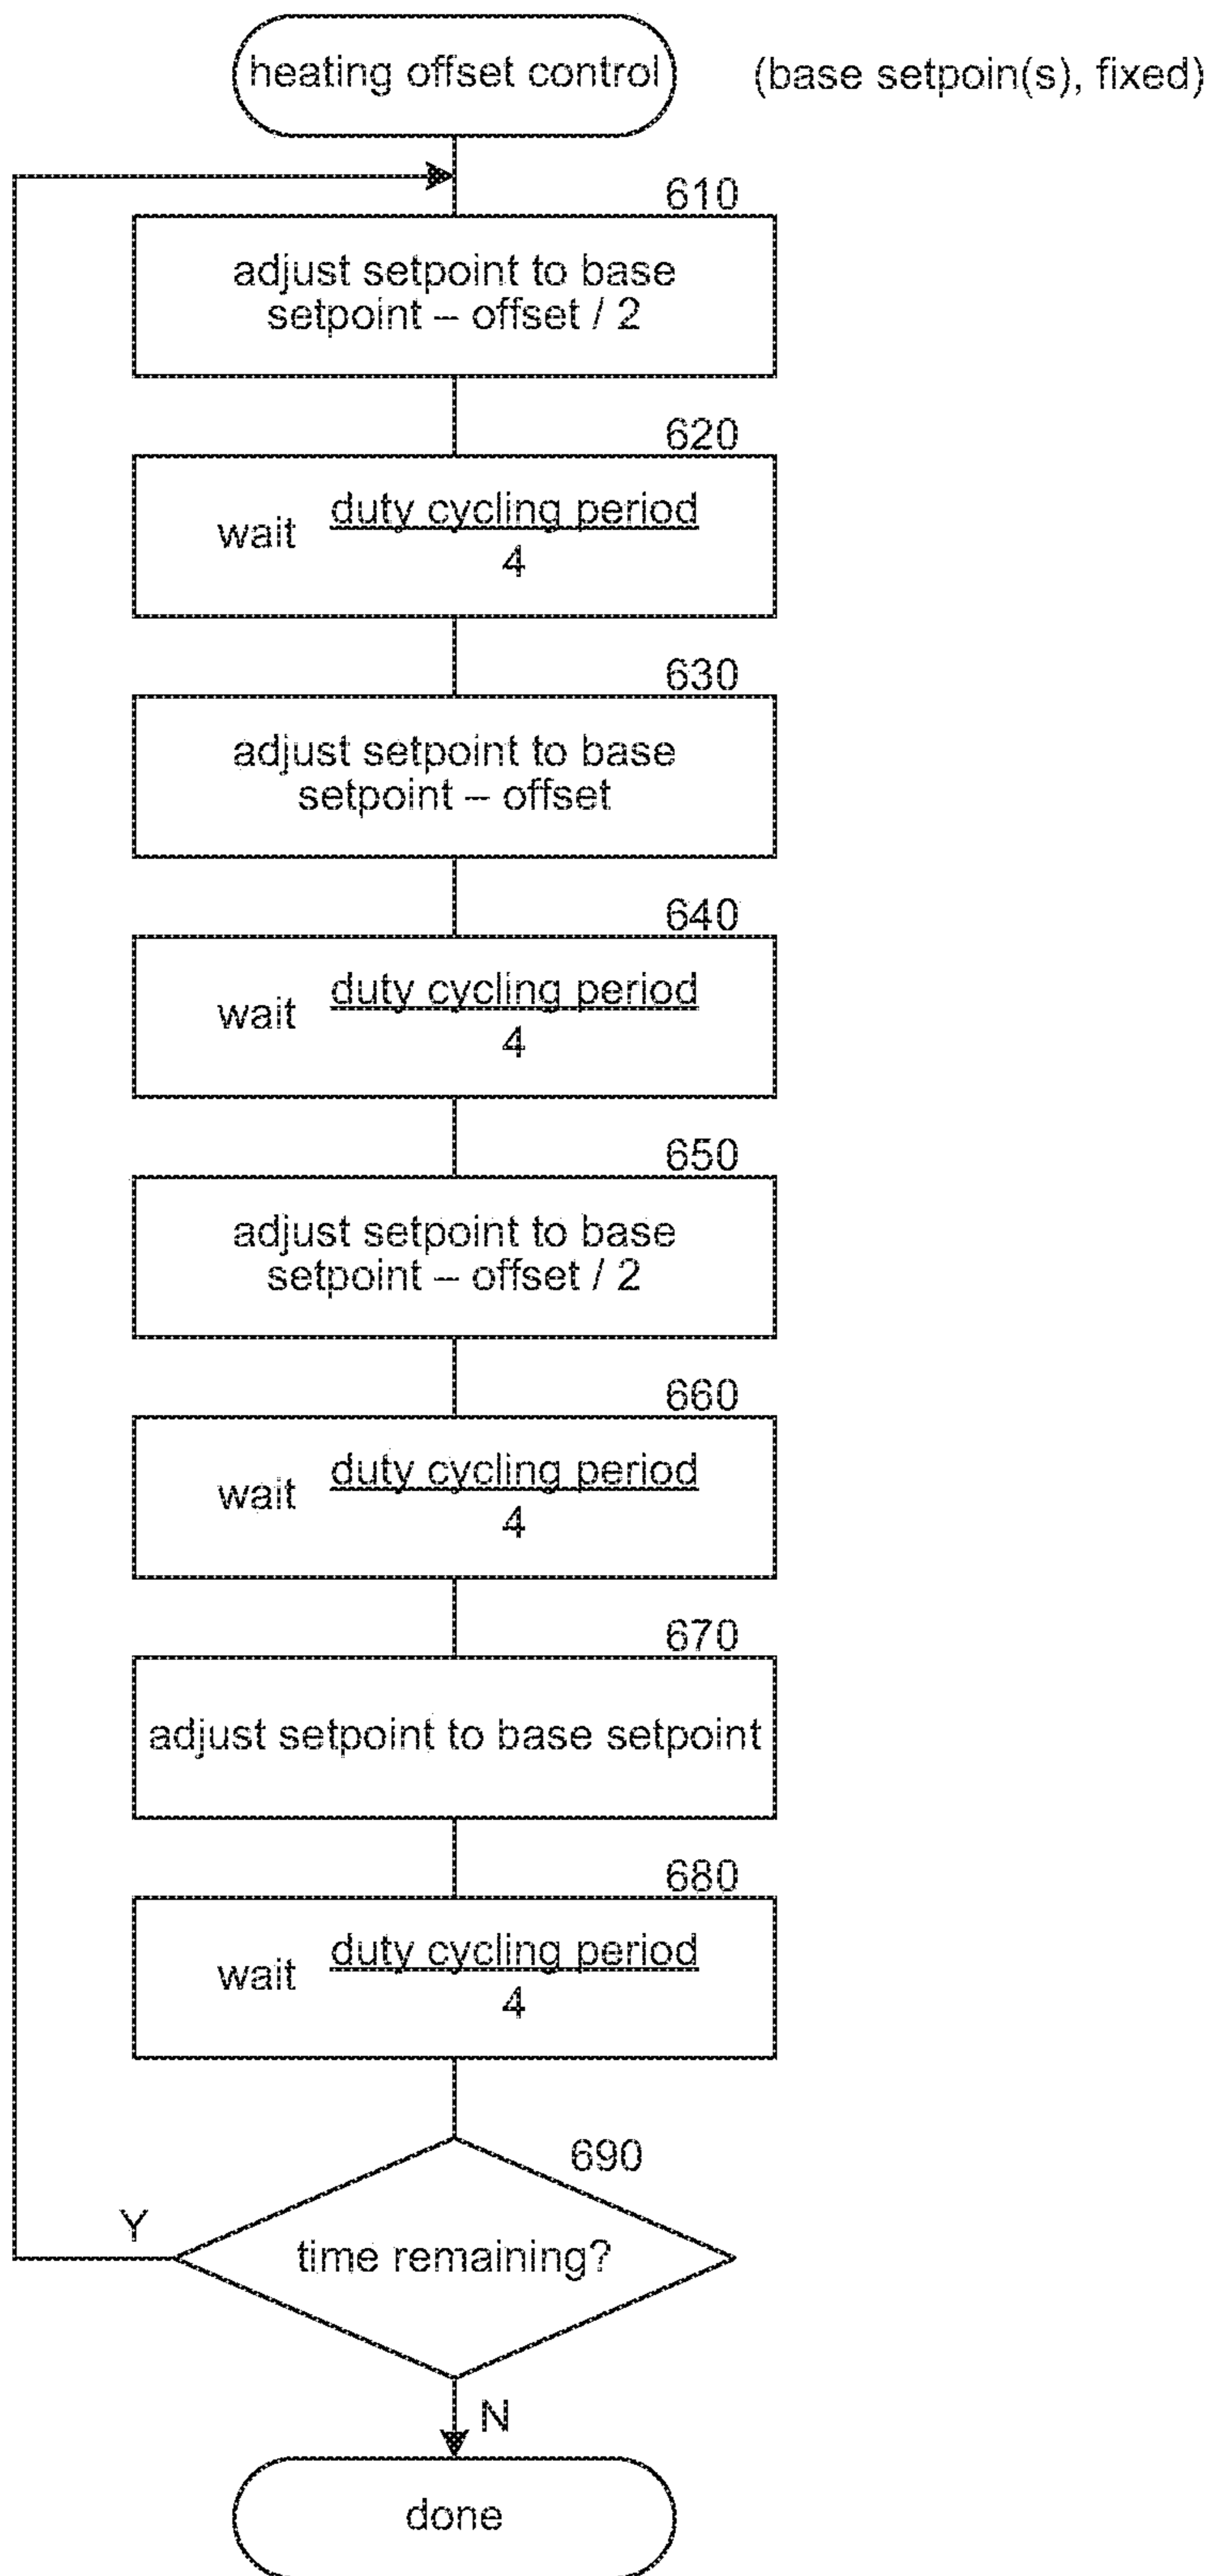 heating offset control
(base setpoin(s), fixed)
610
adjust setpoint to base
setpoint – offset / 2
620
wait duty cycling period
4
630
adjust setpoint to base
setpoint – offset
640
wait duty cycling period
4
650
adjust setpoint to base
setpoint – offset / 2
660
wait duty cycling period
4
670
adjust setpoint to base setpoint
680
wait duty cycling period
4
690
time remaining?
Y
N
done